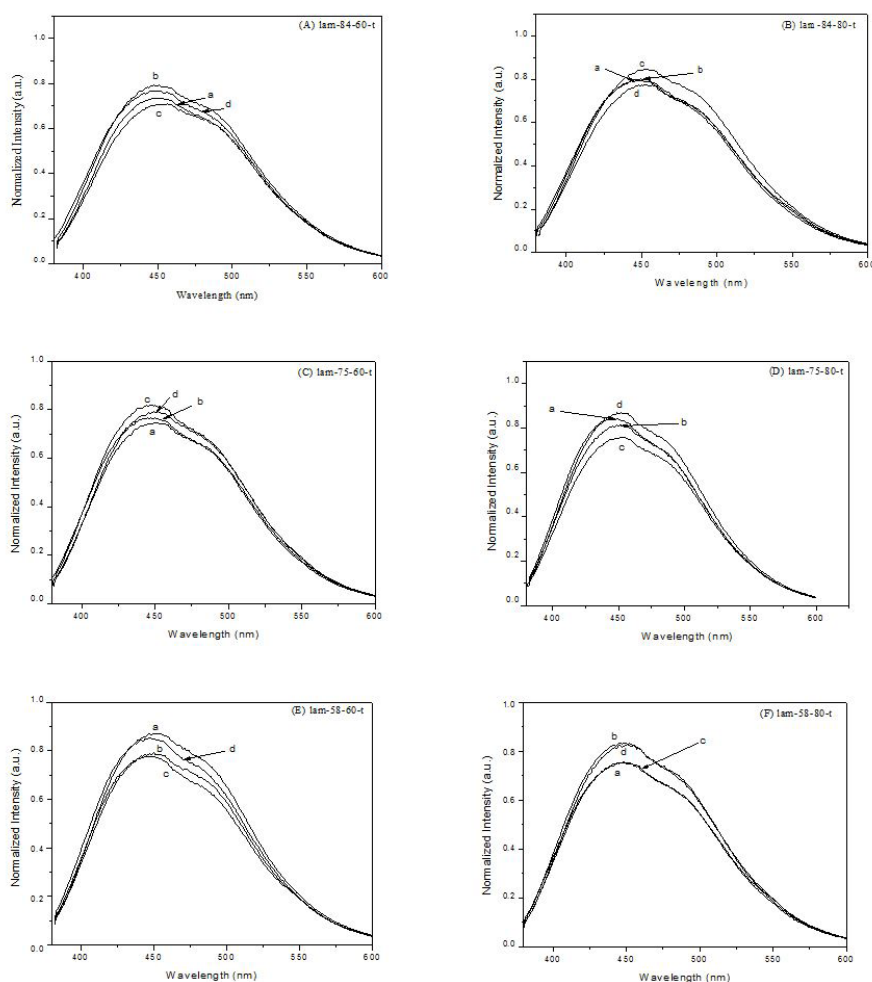 (A) lam-84-60-t
Normalized Intensity (a.u.)
1.0
0.8
0.6
0.4
0.2
0.0
b
a
d
c
400
450
500
550
600
Wavelength (nm)
(B) lam-84-80-t
Normalized Intensity (a.u.)
1.0
0.8
0.6
0.4
0.2
0.0
c
a
b
d
400
450
500
550
600
Wavelength (nm)
(C) lam-75-60-t
Normalized Intensity (a.u.)
1.0
0.8
0.6
0.4
0.2
0.0
c
d
b
a
400
450
500
550
600
Wavelength (nm)
(D) lam-75-80-t
Normalized Intensity (a.u.)
1.0
0.8
0.6
0.4
0.2
0.0
d
a
b
c
400
450
500
550
600
Wavelength (nm)
(E) lam-58-60-t
Normalized Intensity (a.u.)
1.0
0.8
0.6
0.4
0.2
0.0
a
d
b
c
400
450
500
550
600
Wavelength (nm)
(F) lam-58-80-t
Normalized Intensity (a.u.)
1.0
0.8
0.6
0.4
0.2
0.0
b
c
d
a
400
450
500
550
600
Wavelength (nm)